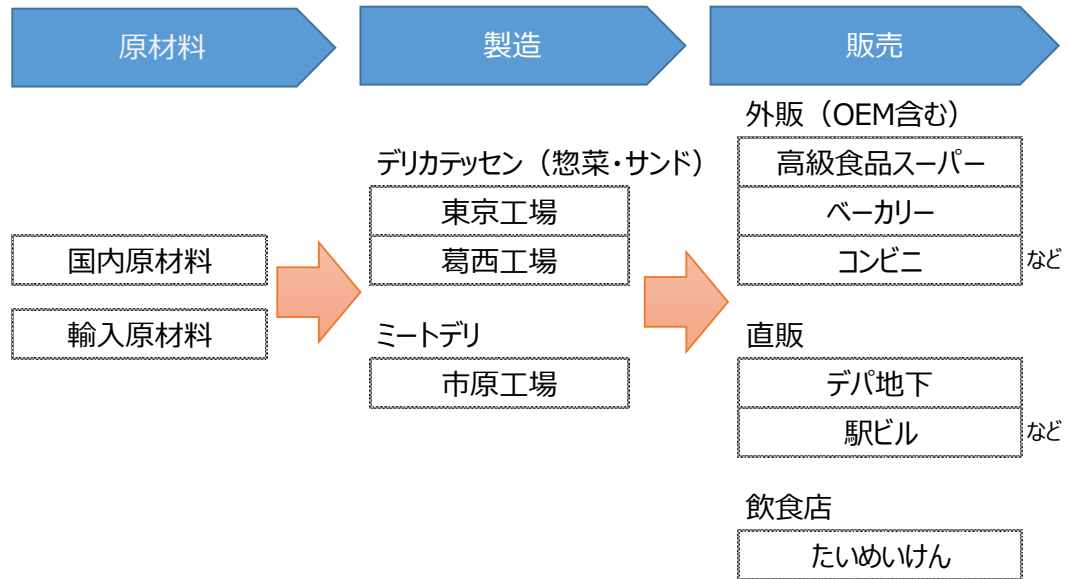 原材料
製造
販売
国内原材料
輸入原材料
デリカテッセン（惣菜・サンド）
東京工場
葛西工場
ミートデリ
市原工場
外販（OEM含む）
高級食品スーパー
ベーカリー
コンビニ
など
直販
デパ地下
駅ビル
など
飲食店
たいめいけん